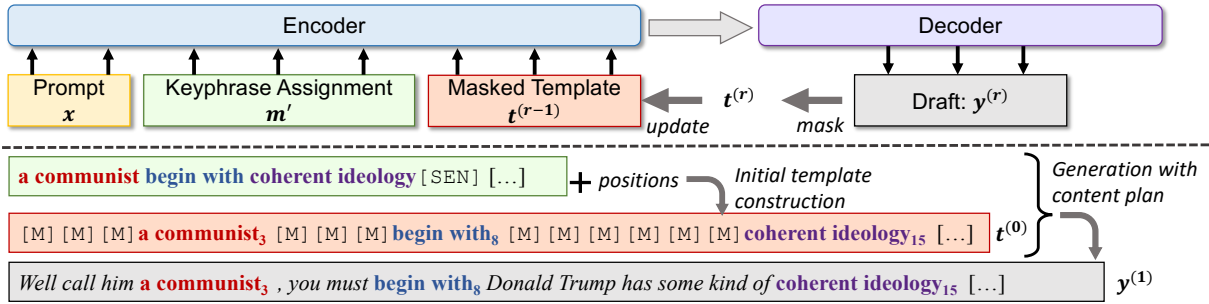 Encoder
Decoder
Prompt
x
Keyphrase Assignment
m′
Masked Template
t^(r−1)
update
t^(r)
mask
Draft: y^(r)
a communist begin with coherent ideology [SEN] [...]
+ positions
Initial template
construction
Generation with
content plan
[M] [M] [M] a communist₃ [M] [M] [M] begin with₈ [M] [M] [M] [M] [M] [M] coherent ideology₁₅ [...]
t^(0)
Well call him a communist₃ , you must begin with₈ Donald Trump has some kind of coherent ideology₁₅ [...]
y^(1)